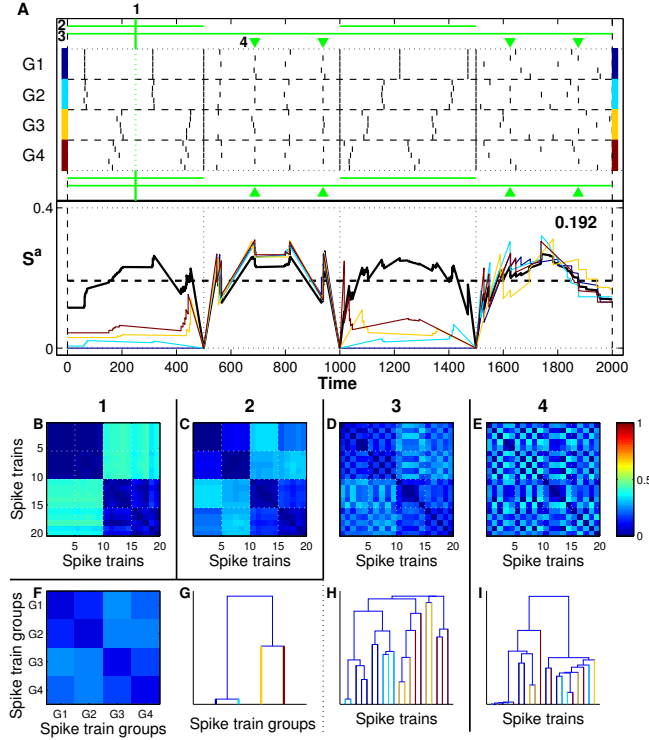 A
1
2
3
4
G1
G2
G3
G4
0.4
0.192
S^a
0
0 200 400 600 800 1000 1200 1400 1600 1800 2000
Time
1 2 3 4
B C D E
Spike trains
5
10
15
20
5 10 15 20
5 10 15 20
5 10 15 20
5 10 15 20
Spike trains Spike trains Spike trains Spike trains
1
0.5
0
F G H I
Spike train groups
G1
G2
G3
G4
G1 G2 G3 G4
Spike train groups Spike train groups Spike trains Spike trains